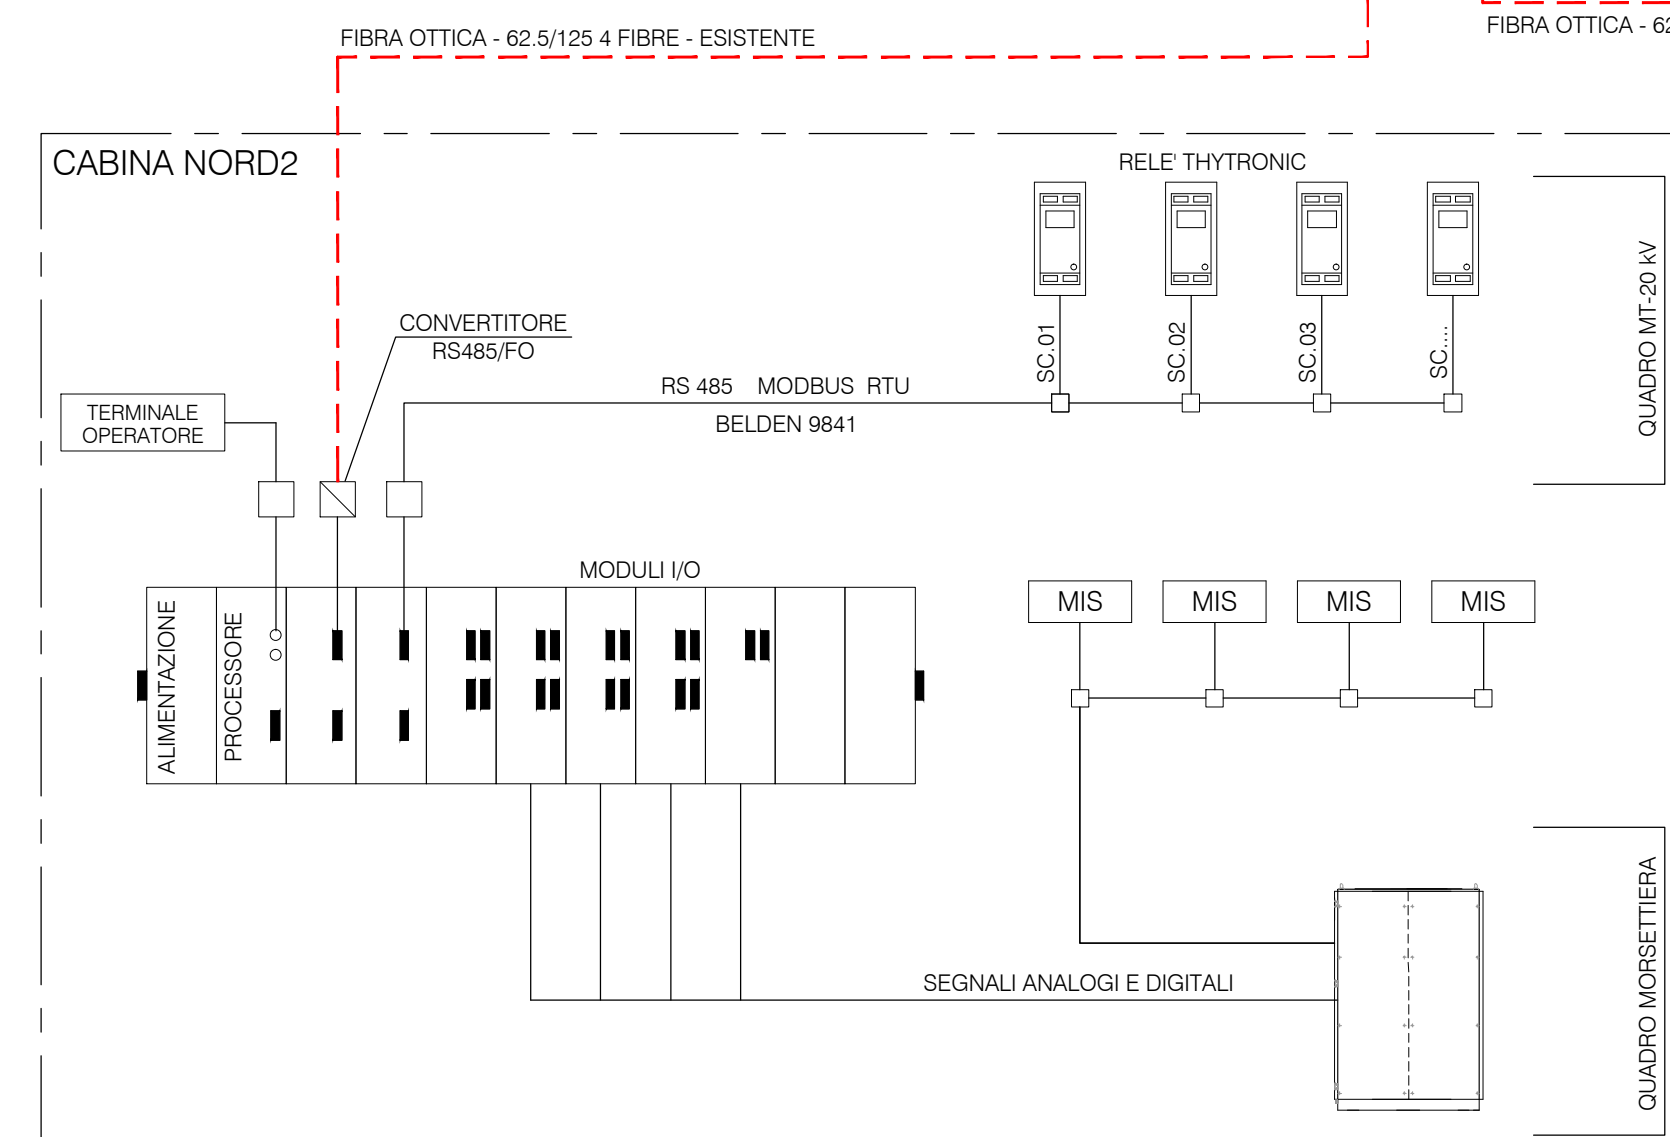 FIBRA OTTICA - 62.5/125 4 FIBRE - ESISTENTE
FIBRA OTTICA - 62
CABINA NORD2
RELE' THYTRONIC
QUADRO MT-20 kV
CONVERTITORE
RS485/FO
SC.01
SC.02
SC.03
SC....
RS 485 MODBUS RTU
BELDEN 9841
TERMINALE
OPERATORE
MODULI I/O
ALIMENTAZIONE
PROCESSORE
MIS
MIS
MIS
MIS
SEGNALI ANALOGI E DIGITALI
QUADRO MORSETTIERA